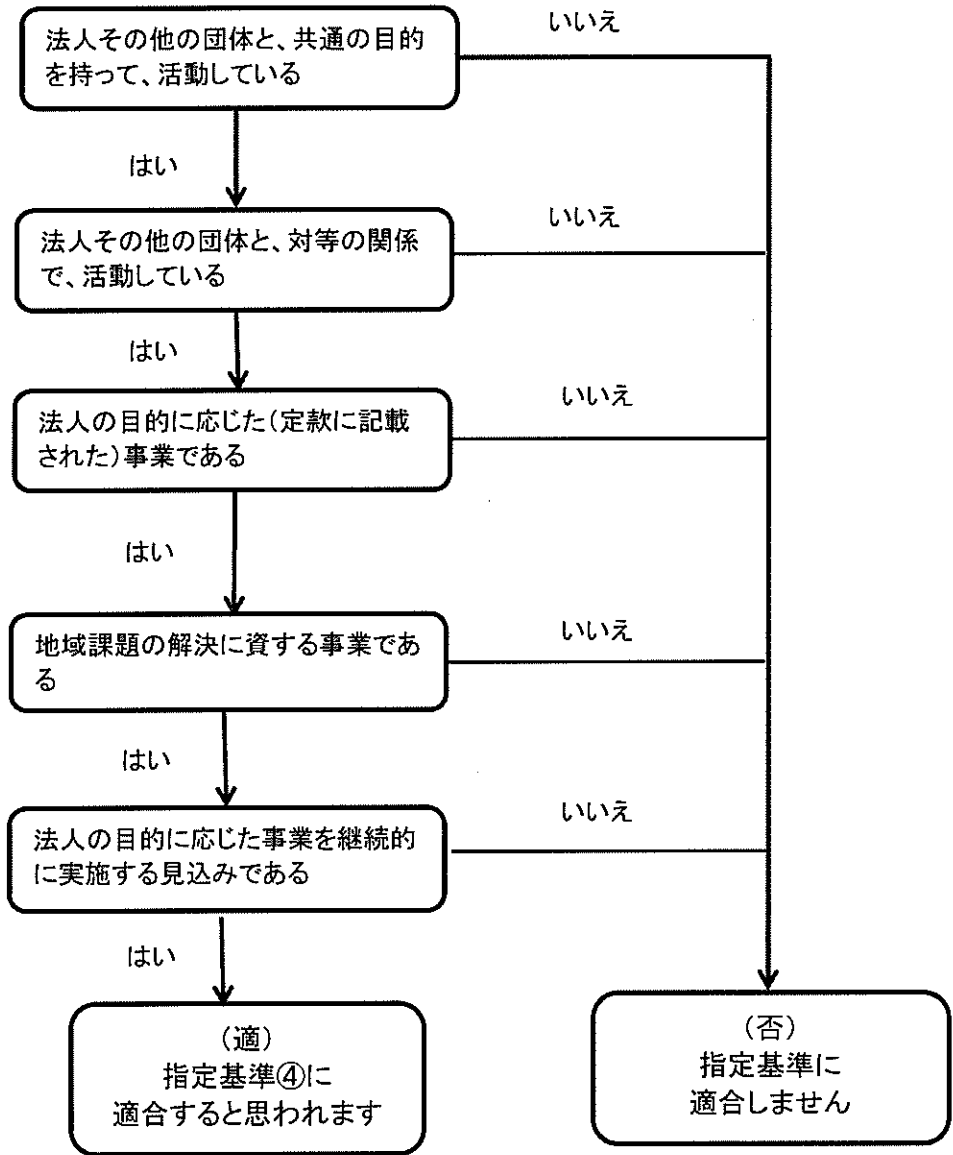 法人その他の団体と、共通の目的
を持って、活動している
いいえ
はい
法人その他の団体と、対等の関係
で、活動している
いいえ
はい
法人の目的に応じた(定款に記載
された)事業である
いいえ
はい
地域課題の解決に資する事業であ
る
いいえ
はい
法人の目的に応じた事業を継続的
に実施する見込みである
いいえ
はい
(適)
指定基準④に
適合すると思われます
(否)
指定基準に
適合しません